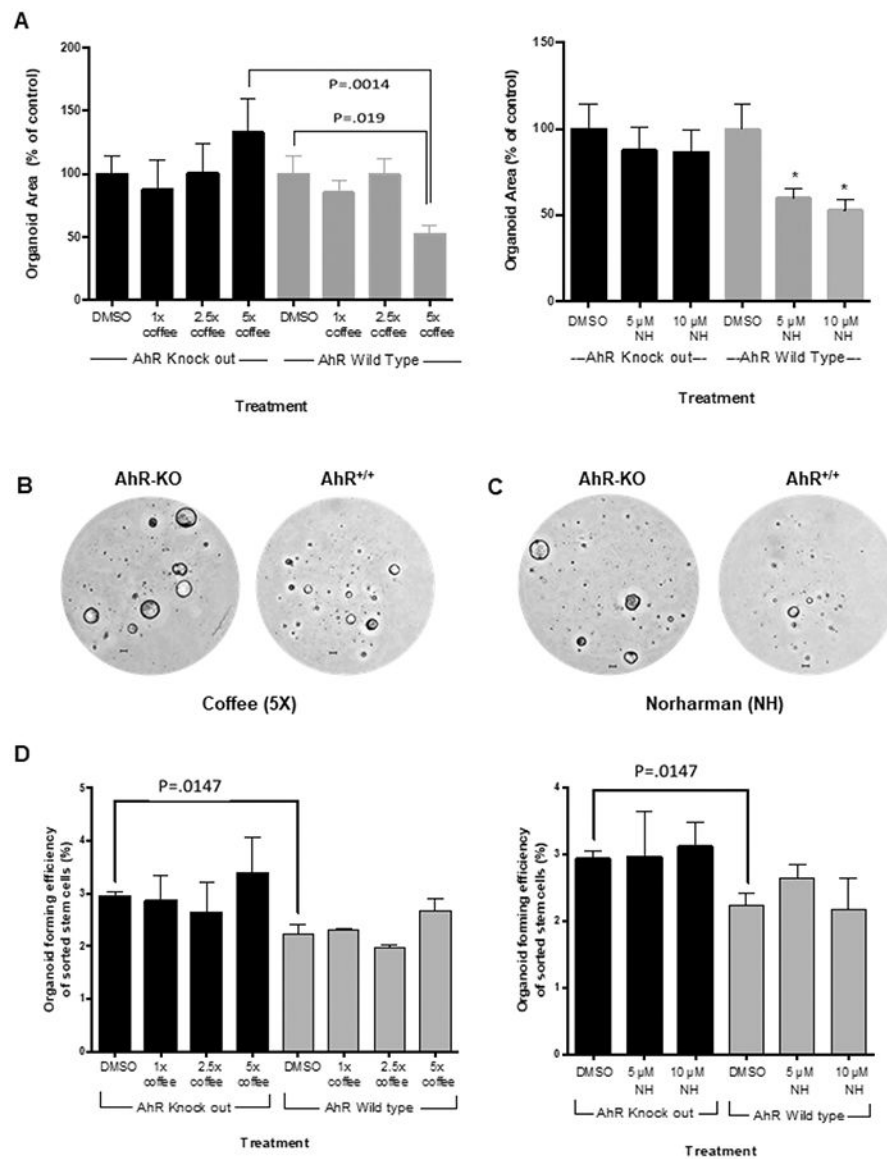 A
200
150
100
50
0
Organoid Area (% of control)
P=.0014
P=.019
DMSO
1x coffee
2.5x coffee
5x coffee
DMSO
1x coffee
2.5x coffee
5x coffee
AhR Knock out
AhR Wild Type
Treatment
150
100
50
0
Organoid Area (% of control)
*
*
DMSO
5 µM NH
10 µM NH
DMSO
5 µM NH
10 µM NH
AhR Knock out
AhR Wild Type
Treatment
B
AhR-KO
AhR+/+
Coffee (5X)
C
AhR-KO
AhR+/+
Norharman (NH)
D
5
4
3
2
1
0
Organoid forming efficiency
of sorted stem cells (%)
P=.0147
DMSO
1x coffee
2.5x coffee
5x coffee
DMSO
1x coffee
2.5x coffee
5x coffee
AhR Knock out
AhR Wild type
Treatment
4
3
2
1
0
Organoid forming efficiency
of sorted stem cells (%)
P=.0147
DMSO
5 µM NH
10 µM NH
DMSO
5 µM NH
10 µM NH
AhR Knock out
AhR Wild type
Treatment